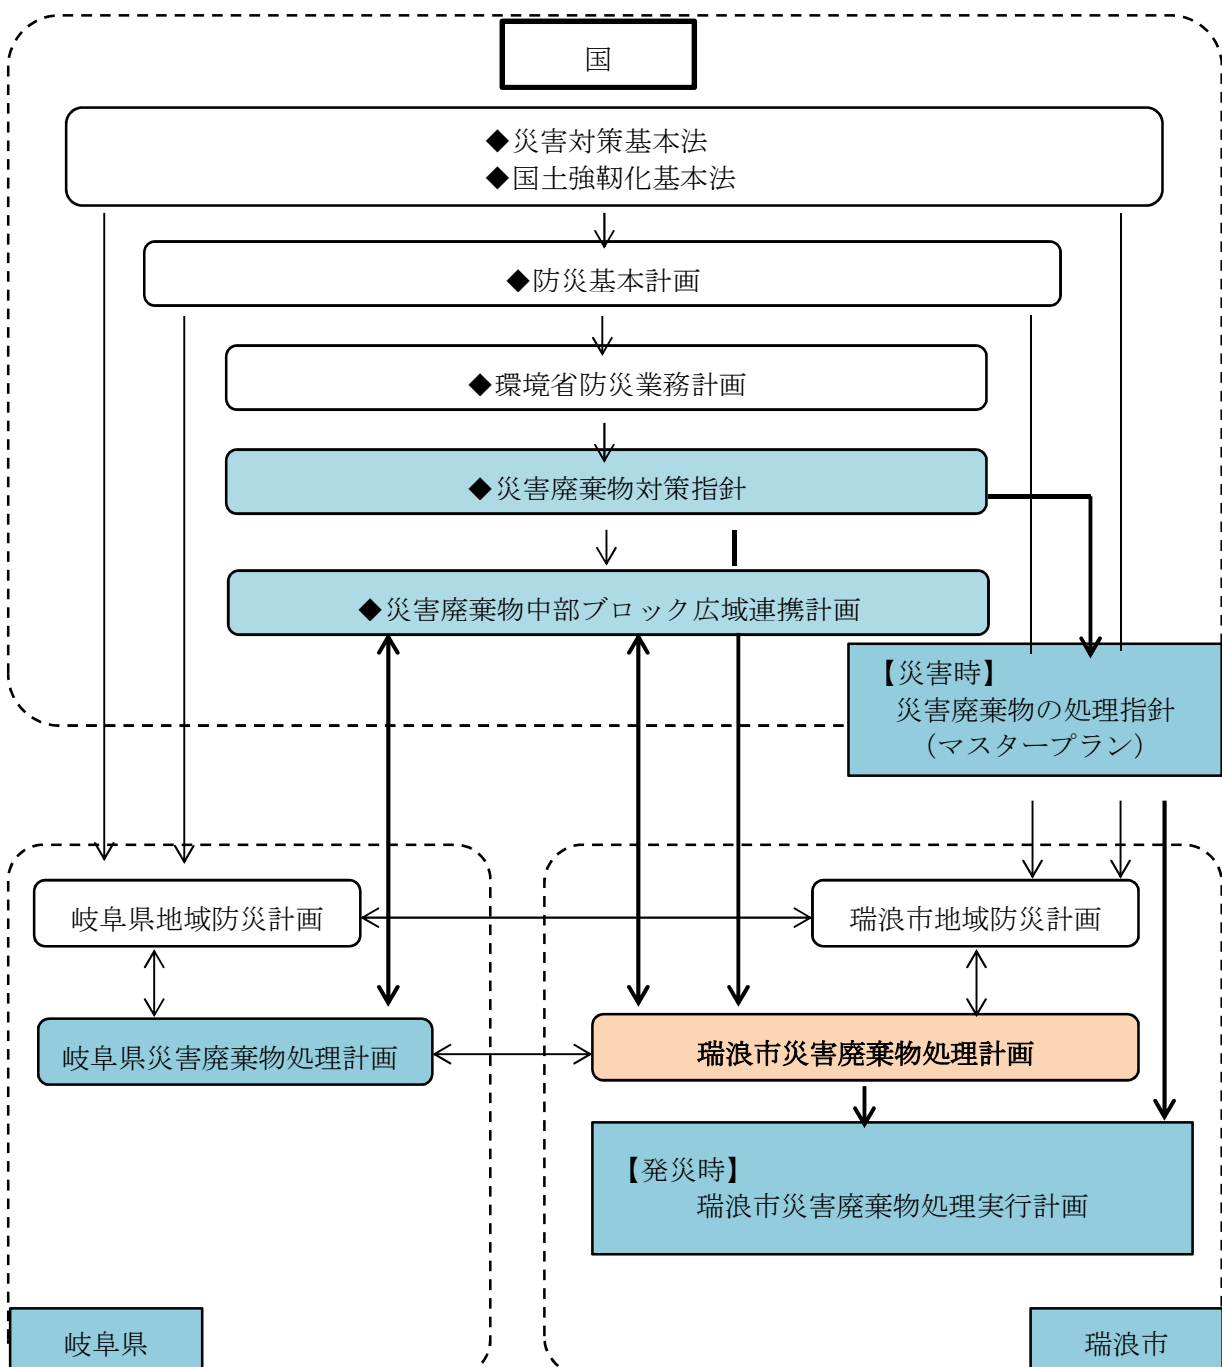 国
◆災害対策基本法
◆国土強靭化基本法
◆防災基本計画
◆環境省防災業務計画
◆災害廃棄物対策指針
◆災害廃棄物中部ブロック広域連携計画
【災害時】
災害廃棄物の処理指針
（マスタープラン）
岐阜県地域防災計画
瑞浪市地域防災計画
岐阜県災害廃棄物処理計画
瑞浪市災害廃棄物処理計画
【発災時】
瑞浪市災害廃棄物処理実行計画
岐阜県
瑞浪市